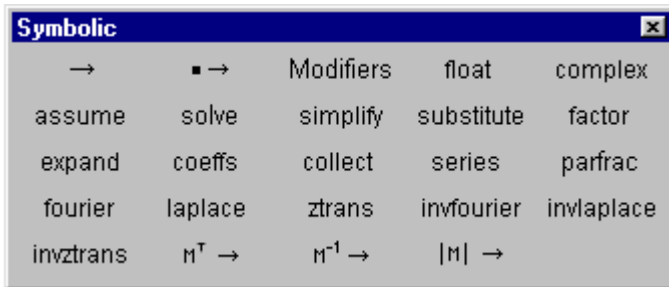 Symbolic
→ ▪ → Modifiers float complex
assume solve simplify substitute factor
expand coeffs collect series parfrac
fourier laplace ztrans invfourier invlaplace
invztrans Mᵀ → M⁻¹ → |M| →